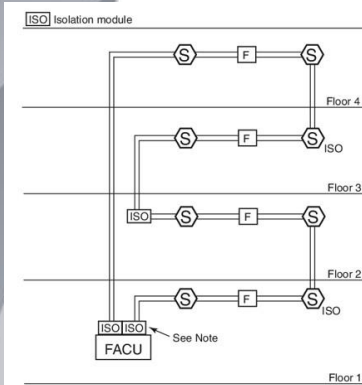 ISO Isolation module
S F S
Floor 4
S F S ISO
Floor 3
ISO S F S
Floor 2
S F S ISO
ISO ISO
See Note
FACU
Floor 1